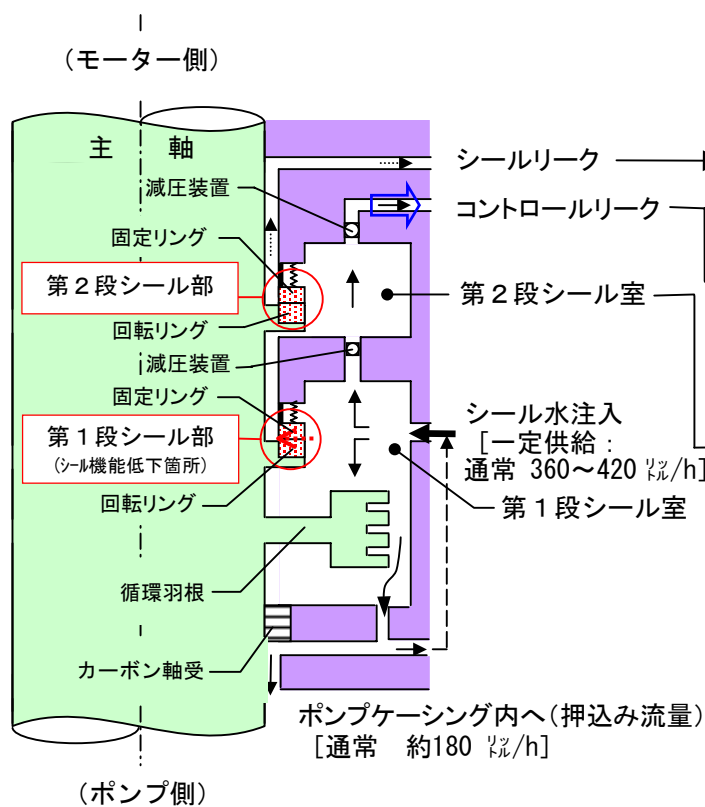 (モーター側)
主 軸
シールリーク
減圧装置
コントロールリーク
固定リング
第2段シール部
第2段シール室
回転リング
減圧装置
固定リング
シール水注入
第1段シール部
[一定供給:
(シール機能低下箇所)
通常 360~420 リットル/h]
回転リング
第1段シール室
循環羽根
カーボン軸受
ポンプケーシング内へ(押込み流量)
[通常 約180 リットル/h]
(ポンプ側)